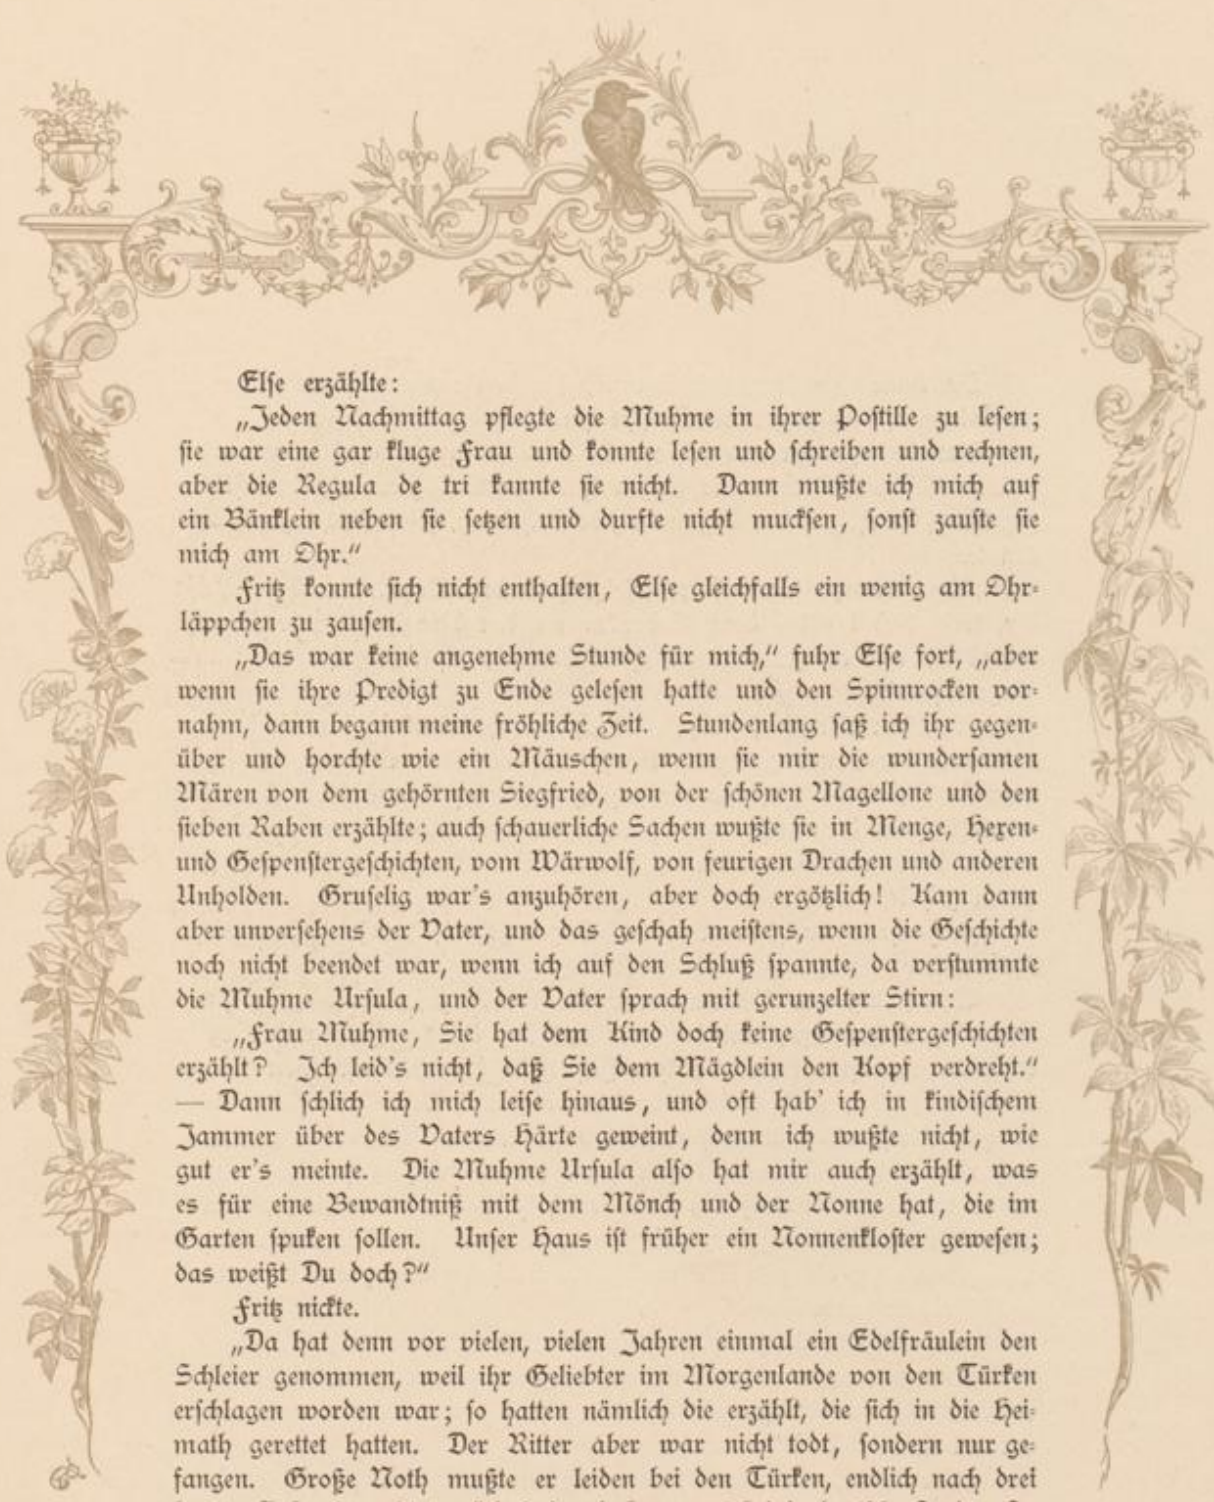 Else erzählte:
„Jeden Nachmittag pflegte die Muhme in ihrer Postille zu lesen;
sie war eine gar kluge Frau und konnte lesen und schreiben und rechnen,
aber die Regula de tri kannte sie nicht. Dann mußte ich mich auf
ein Bänklein neben sie setzen und durfte nicht mucksen, sonst zauste sie
mich am Ohr.“
Fritz konnte sich nicht enthalten, Else gleichfalls ein wenig am Ohr-
läppchen zu zausen.
„Das war keine angenehme Stunde für mich,“ fuhr Else fort, „aber
wenn sie ihre Predigt zu Ende gelesen hatte und den Spinnrocken vor-
nahm, dann begann meine fröhliche Zeit. Stundenlang saß ich ihr gegen-
über und horchte wie ein Mäuschen, wenn sie mir die wundersamen
Mären von dem gehörnten Siegfried, von der schönen Magellone und den
sieben Raben erzählte; auch schauerliche Sachen wußte sie in Menge, Hexen-
und Gespenstergeschichten, vom Wärwolf, von feurigen Drachen und anderen
Unholden. Gruselig war's anzuhören, aber doch ergötzlich! Kam dann
aber unversehens der Vater, und das geschah meistens, wenn die Geschichte
noch nicht beendet war, wenn ich auf den Schluß spannte, da verstummte
die Muhme Ursula, und der Vater sprach mit gerunzelter Stirn:
„Frau Muhme, Sie hat dem Kind doch keine Gespenstergeschichten
erzählt? Ich leid's nicht, daß Sie dem Mägdlein den Kopf verdreht.“
— Dann schlich ich mich leise hinaus, und oft hab' ich in kindischem
Jammer über des Vaters Härte geweint, denn ich wußte nicht, wie
gut er's meinte. Die Muhme Ursula also hat mir auch erzählt, was
es für eine Bewandtniß mit dem Mönch und der Nonne hat, die im
Garten spuken sollen. Unser Haus ist früher ein Nonnenkloster gewesen;
das weißt Du doch?“
Fritz nickte.
„Da hat denn vor vielen, vielen Jahren einmal ein Edelfräulein den
Schleier genommen, weil ihr Geliebter im Morgenlande von den Türken
erschlagen worden war; so hatten nämlich die erzählt, die sich in die Hei-
math gerettet hatten. Der Ritter aber war nicht todt, sondern nur ge-
fangen. Große Noth mußte er leiden bei den Türken, endlich nach drei